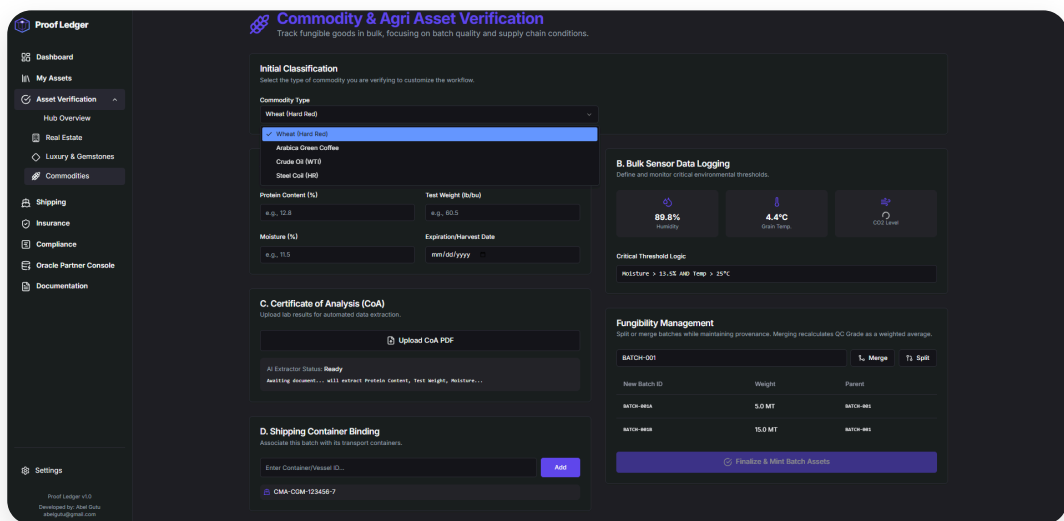 Proof Ledger
Dashboard
My Assets
Asset Verification
Hub Overview
Real Estate
Luxury & Gemstones
Commodities
Shipping
Insurance
Compliance
Oracle Partner Console
Documentation
Settings
Proof Ledger v1.0
Developed by: Abel Gutu
abelgutu@gmail.com
Commodity & Agri Asset Verification
Track fungible goods in bulk, focusing on batch quality and supply chain conditions.
Initial Classification
Select the type of commodity you are verifying to customize the workflow.
Commodity Type
Wheat (Hard Red)
Wheat (Hard Red)
Arabica Green Coffee
Crude Oil (WTI)
Steel Coil (HR)
Protein Content (%)
Test Weight (lb/bu)
e.g., 12.8
e.g., 60.5
Moisture (%)
Expiration/Harvest Date
e.g., 11.5
mm/dd/yyyy
C. Certificate of Analysis (CoA)
Upload lab results for automated data extraction.
Upload CoA PDF
AI Extractor Status: Ready
Awaiting document... will extract Protein Content, Test Weight, Moisture...
D. Shipping Container Binding
Associate this batch with its transport containers.
Enter Container/Vessel ID...
Add
CMA-CGM-123456-7
B. Bulk Sensor Data Logging
Define and monitor critical environmental thresholds.
89.8%
Humidity
4.4°C
Grain Temp.
CO2 Level
Critical Threshold Logic
Moisture > 13.5% AND Temp > 25°C
Fungibility Management
Split or merge batches while maintaining provenance. Merging recalculates QC Grade as a weighted average.
BATCH-001
Merge
Split
New Batch ID
Weight
Parent
BATCH-001A
5.0 MT
BATCH-001
BATCH-001B
15.0 MT
BATCH-001
Finalize & Mint Batch Assets